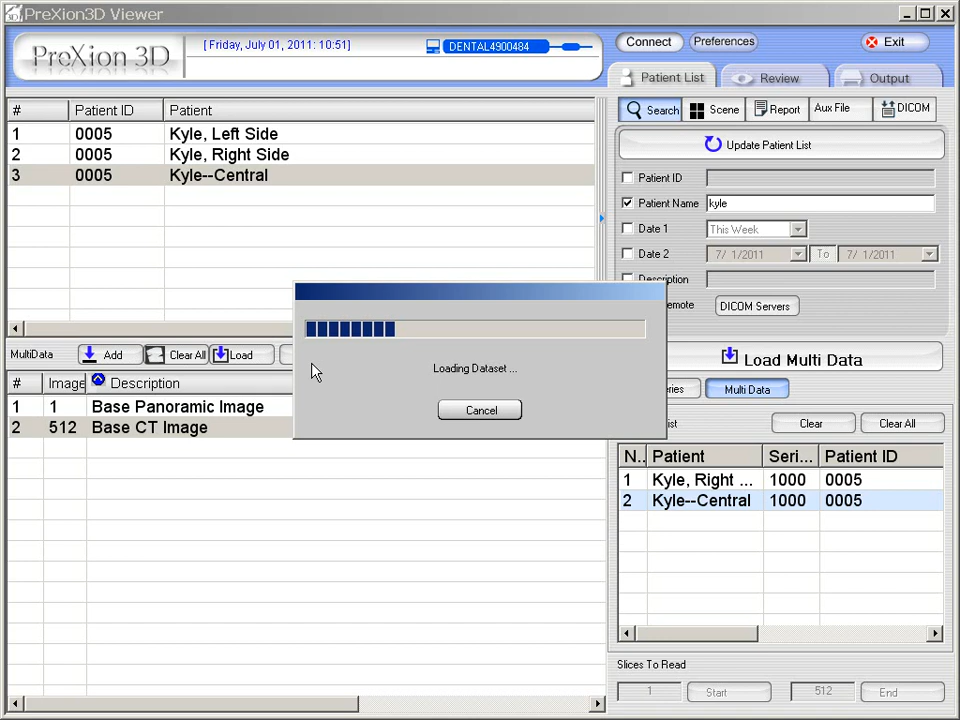 PreXion3D Viewer
PreXion 3D
[ Friday, July 01, 2011: 10:51]
DENTAL4900484
Connect
Preferences
Exit
Patient List
Review
Output
# Patient ID Patient
1 0005 Kyle, Left Side
2 0005 Kyle, Right Side
3 0005 Kyle--Central
Search
Scene
Report
Aux File
DICOM
Update Patient List
Patient ID
Patient Name kyle
Date 1 This Week
Date 2 7/ 1/2011 To 7/ 1/2011
Description
DICOM Servers
Loading Dataset ...
Cancel
MultiData Add Clear All Load
# Image Description
1 1 Base Panoramic Image
2 512 Base CT Image
Load Multi Data
Multi Data
Clear
Clear All
N.. Patient Seri... Patient ID
1 Kyle, Right ... 1000 0005
2 Kyle--Central 1000 0005
Slices To Read
1 Start 512 End